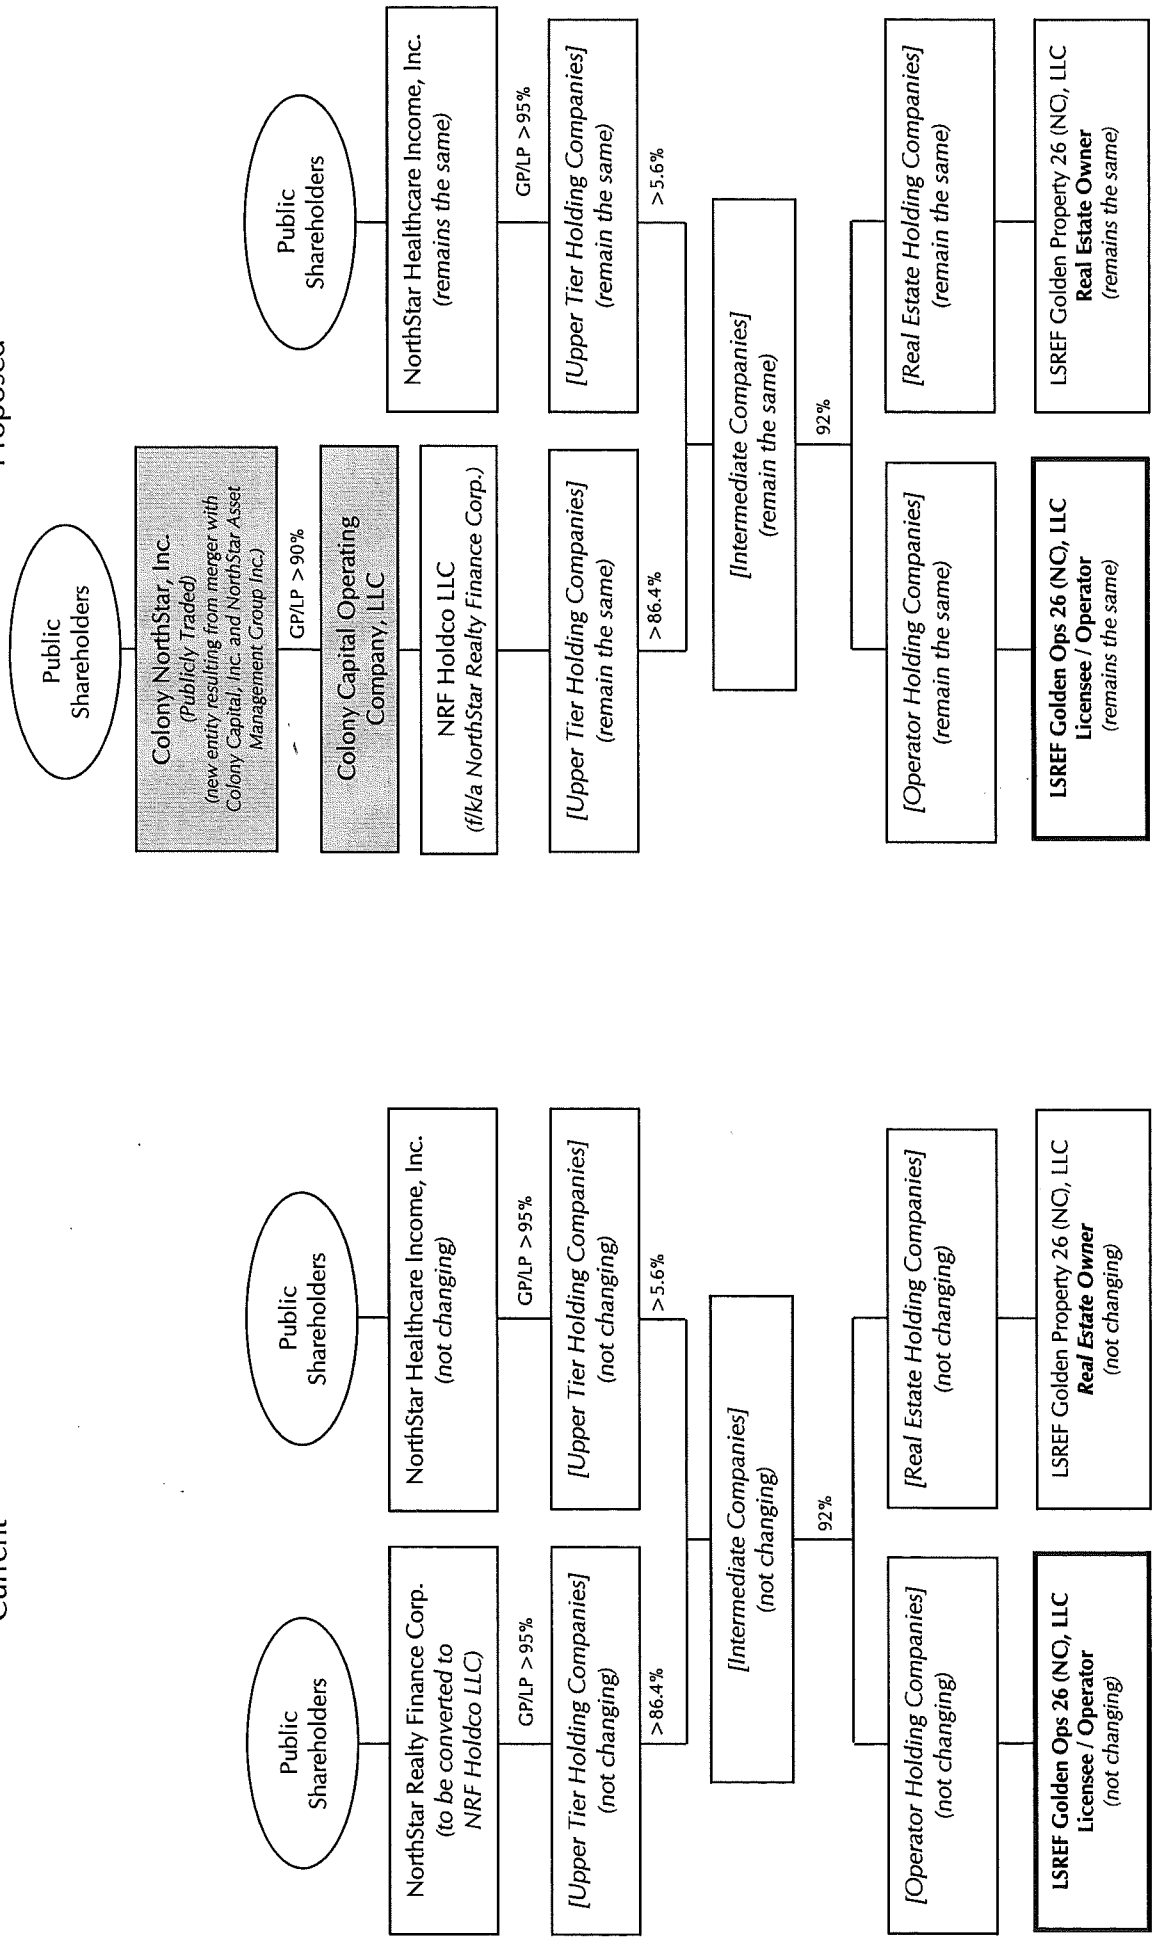 Current
Public
Shareholders
Public
Shareholders
NorthStar Realty Finance Corp.
(to be converted to
NRF Holdco LLC)
NorthStar Healthcare Income, Inc.
(not changing)
GP/LP >95%
GP/LP >95%
[Upper Tier Holding Companies]
(not changing)
[Upper Tier Holding Companies]
(not changing)
>86.4%
>5.6%
[Intermediate Companies]
(not changing)
92%
[Operator Holding Companies]
(not changing)
[Real Estate Holding Companies]
(not changing)
LSREF Golden Ops 26 (NC), LLC
Licensee / Operator
(not changing)
LSREF Golden Property 26 (NC), LLC
Real Estate Owner
(not changing)
Proposed
Public
Shareholders
Colony NorthStar, Inc.
(Publicly Traded)
(new entity resulting from merger with
Colony Capital, Inc. and NorthStar Asset
Management Group Inc.)
Public
Shareholders
GP/LP >90%
Colony Capital Operating
Company, LLC
NRF Holdco LLC
(f/k/a NorthStar Realty Finance Corp.)
NorthStar Healthcare Income, Inc.
(remains the same)
GP/LP >95%
[Upper Tier Holding Companies]
(remain the same)
[Upper Tier Holding Companies]
(remain the same)
>86.4%
>5.6%
[Intermediate Companies]
(remain the same)
92%
[Operator Holding Companies]
(remain the same)
[Real Estate Holding Companies]
(remain the same)
LSREF Golden Ops 26 (NC), LLC
Licensee / Operator
(remains the same)
LSREF Golden Property 26 (NC), LLC
Real Estate Owner
(remains the same)